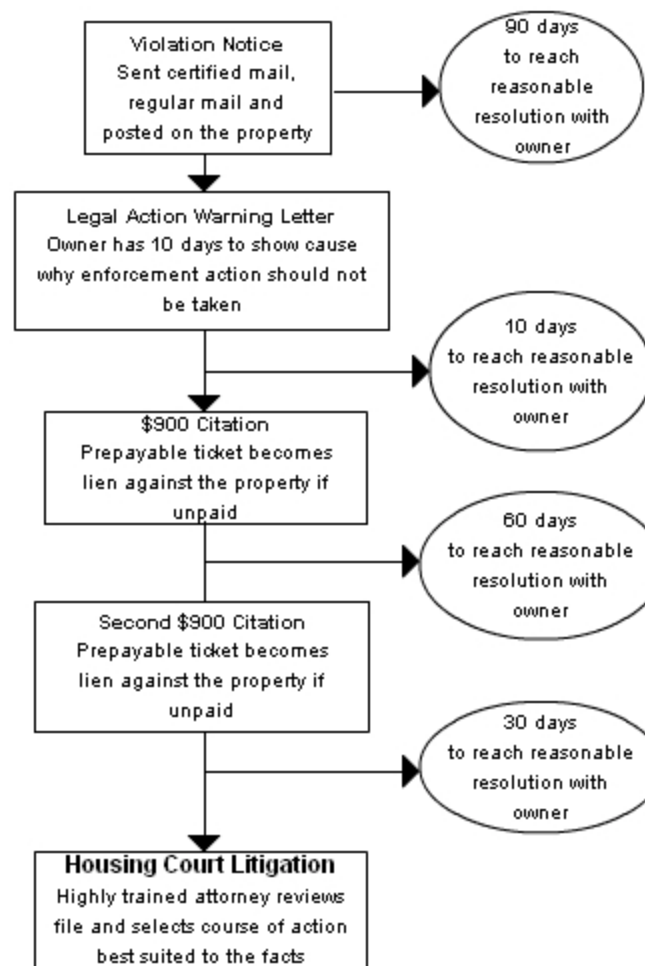 Violation Notice
Sent certified mail,
regular mail and
posted on the property
90 days
to reach
reasonable
resolution with
owner
Legal Action Warning Letter
Owner has 10 days to show cause
why enforcement action should not
be taken
10 days
to reach reasonable
resolution with
owner
$900 Citation
Prepayable ticket becomes
lien against the property if
unpaid
60 days
to reach reasonable
resolution with
owner
Second $900 Citation
Prepayable ticket becomes
lien against the property if
unpaid
30 days
to reach reasonable
resolution with
owner
Housing Court Litigation
Highly trained attorney reviews
file and selects course of action
best suited to the facts